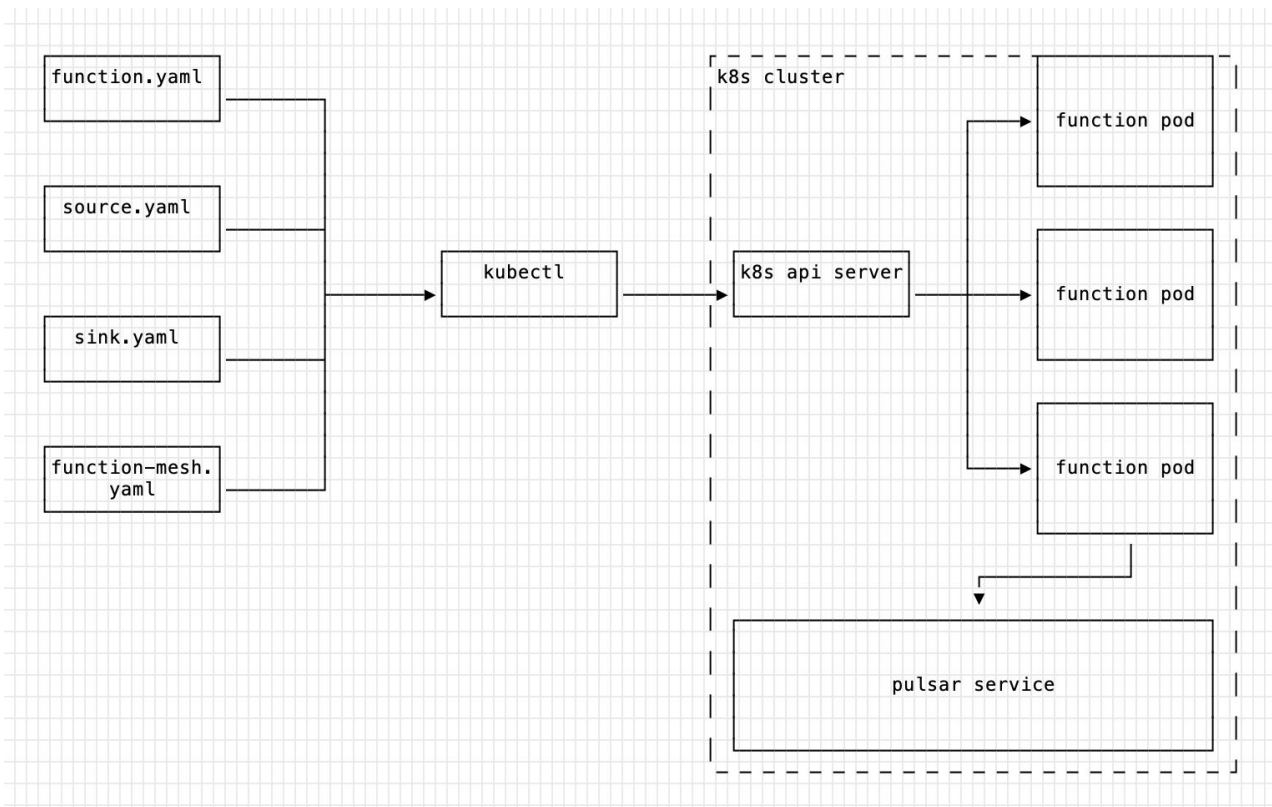 function.yaml
k8s cluster
function pod
source.yaml
kubectl
k8s api server
function pod
sink.yaml
function-mesh.
yaml
function pod
pulsar service